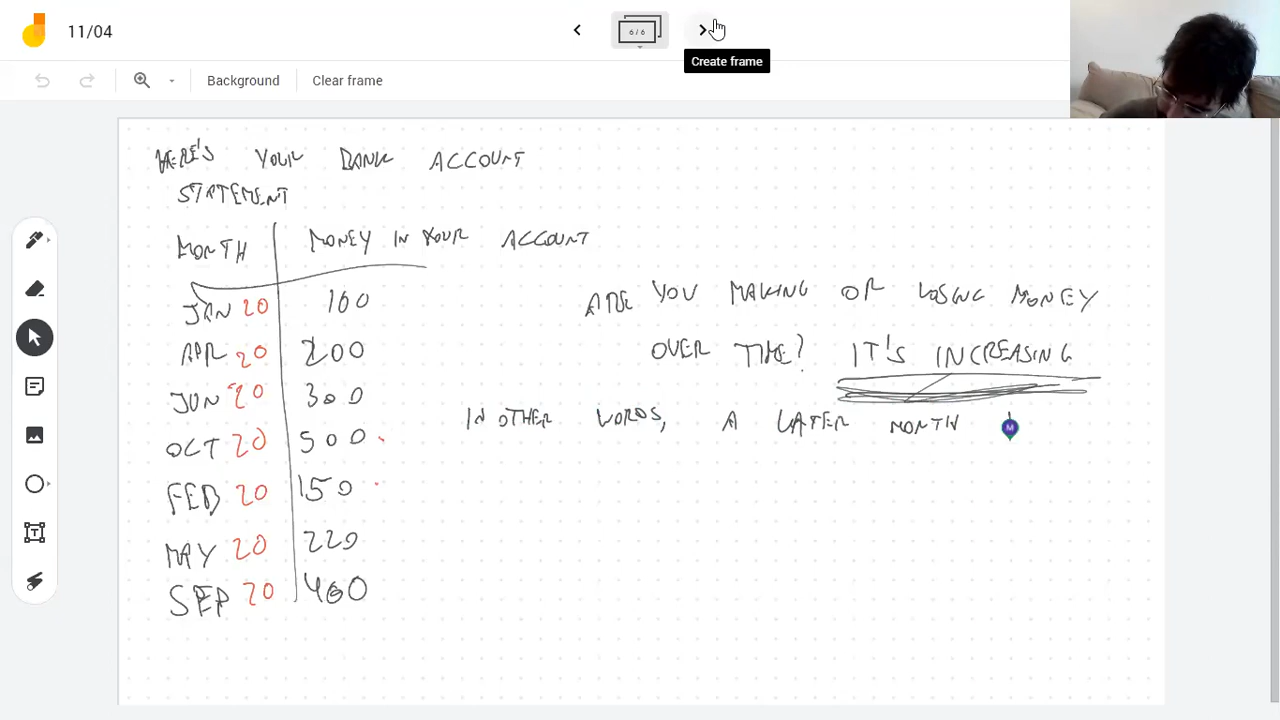 11/04
6/6
Create frame
Background
Clear frame
HERE'S YOUR BANK ACCOUNT
STATEMENT
MONTH MONEY IN YOUR ACCOUNT
JAN 20 100
APR 20 200
JUN 20 300
OCT 20 500
FEB 20 150
MAY 20 220
SEP 20 460
ARE YOU MAKING OR LOSING MONEY
OVER TIME? IT'S INCREASING
IN OTHER WORDS, A LATER MONTH
M